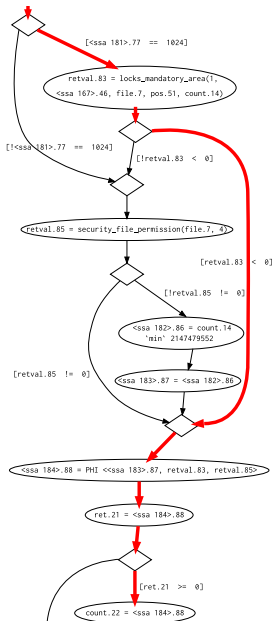 [<ssa 181>.77 == 1024]
retval.83 = locks_mandatory_area(1,
<ssa 167>.46, file.7, pos.51, count.14)
[!<ssa 181>.77 == 1024]
[!retval.83 < 0]
retval.85 = security_file_permission(file.7, 4)
[retval.83 < 0]
[!retval.85 != 0]
<ssa 182>.86 = count.14
`min` 2147479552
[retval.85 != 0]
<ssa 183>.87 = <ssa 182>.86
<ssa 184>.88 = PHI <<ssa 183>.87, retval.83, retval.85>
ret.21 = <ssa 184>.88
[ret.21 >= 0]
count.22 = <ssa 184>.88